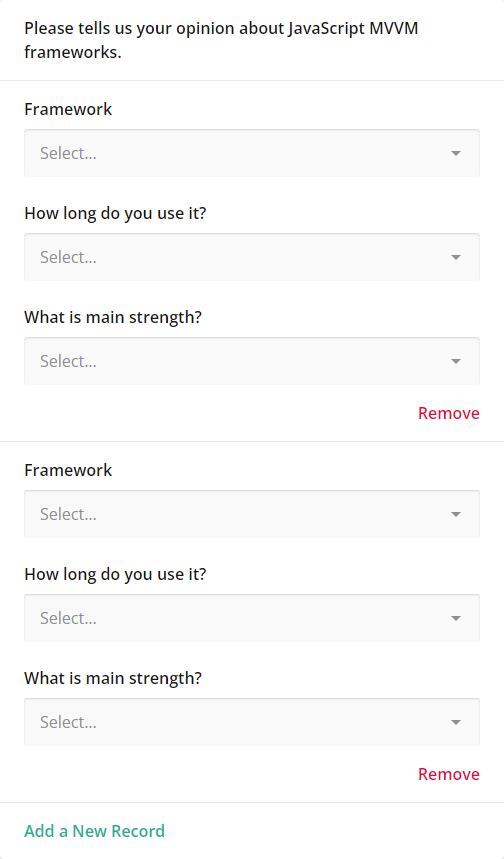 Please tells us your opinion about JavaScript MVVM
frameworks.
Framework
Select...
How long do you use it?
Select...
What is main strength?
Select...
Remove
Framework
Select...
How long do you use it?
Select...
What is main strength?
Select...
Remove
Add a New Record